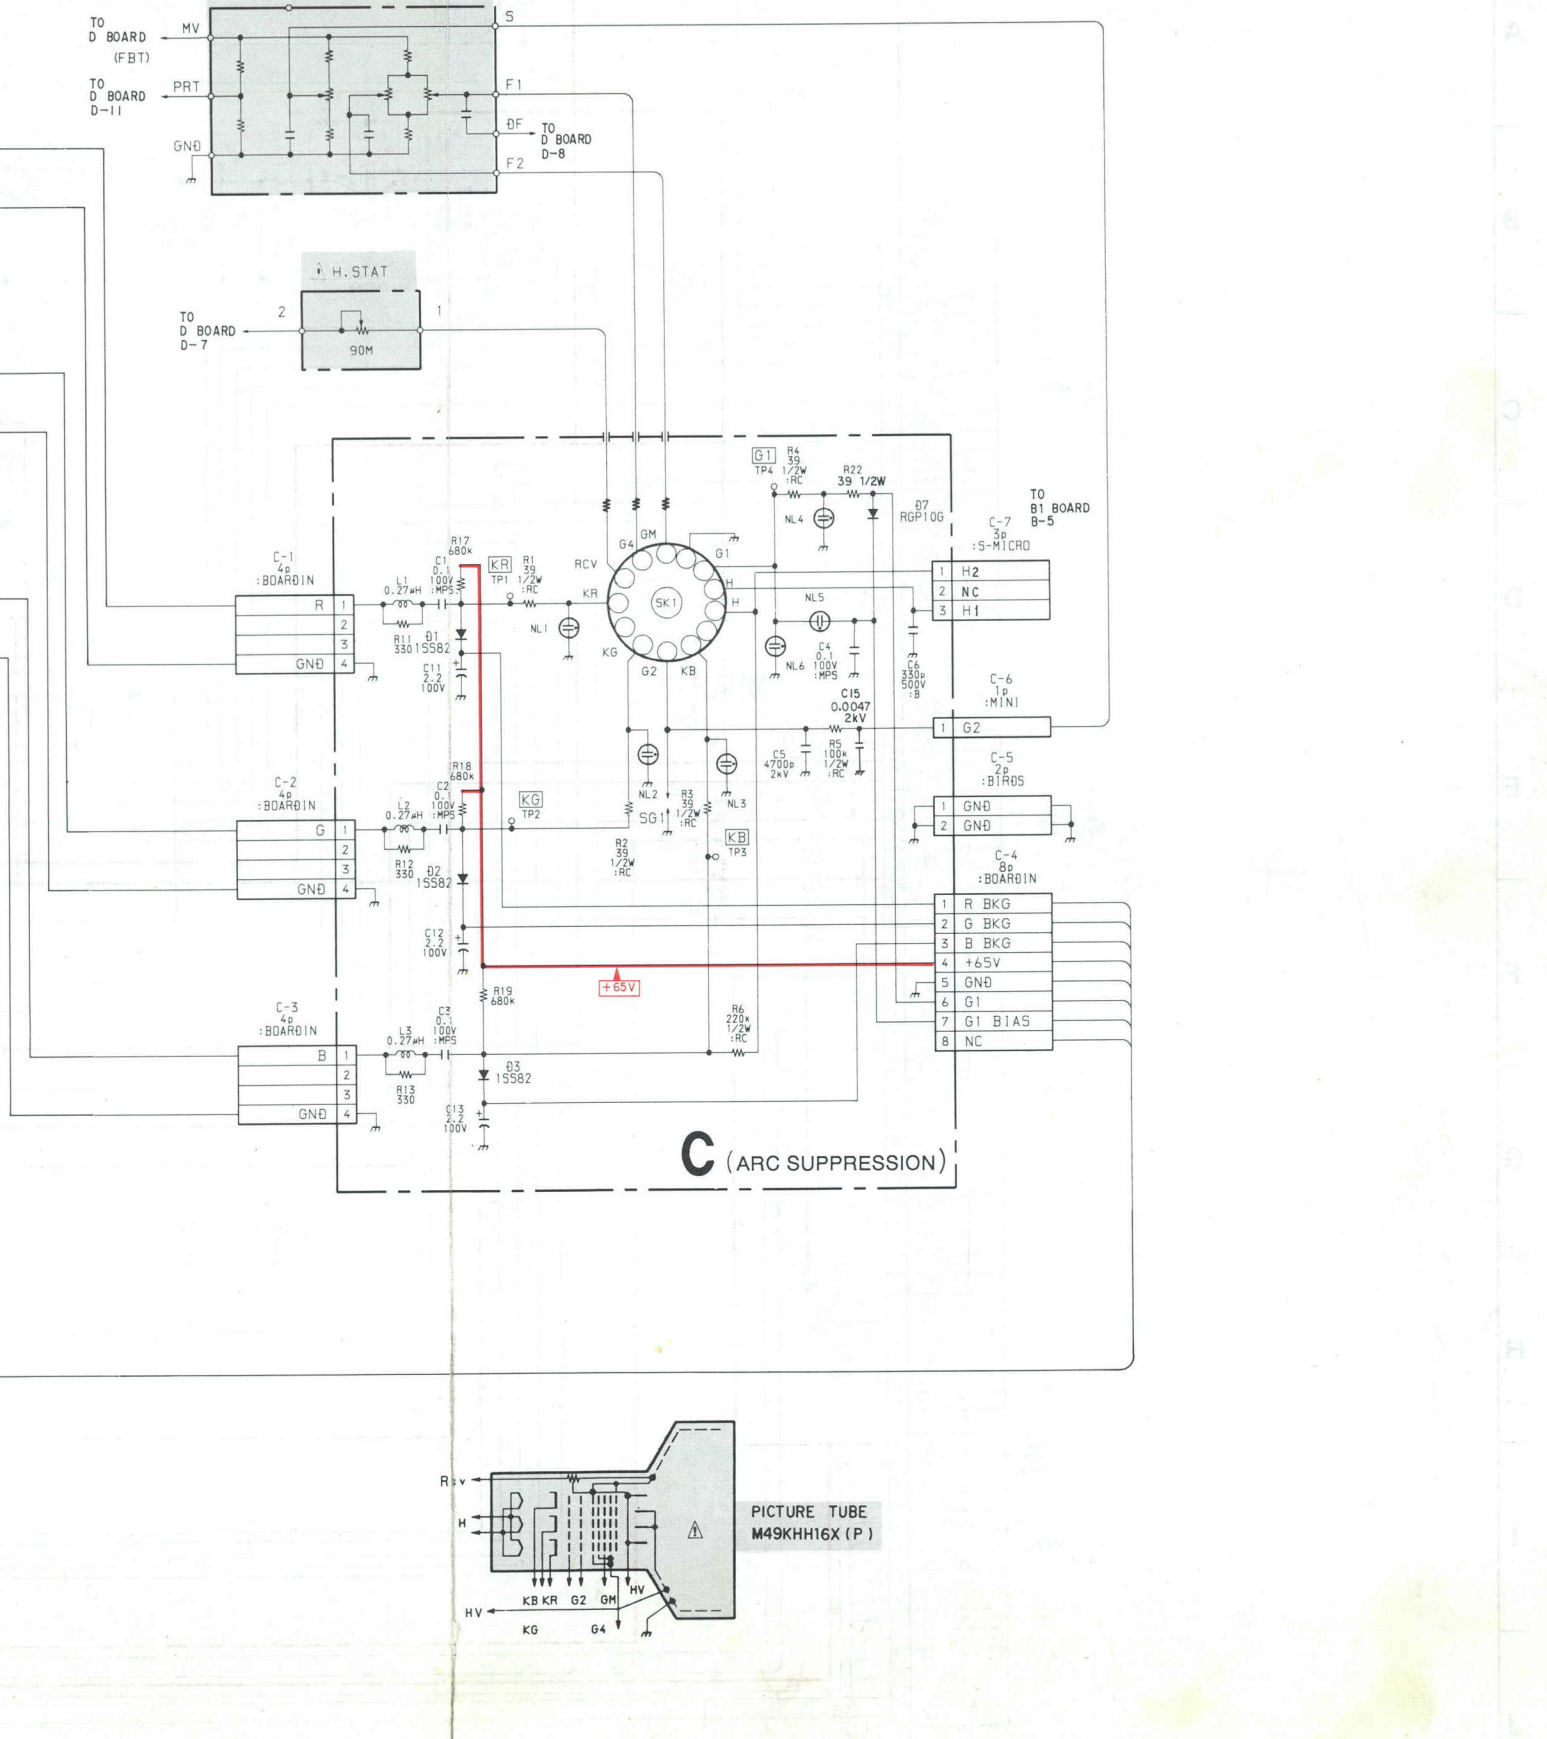 TO
D BOARD
(FBT)
MV
S
TO
D BOARD
D-11
PRT
F1
DF
TO
D BOARD
D-8
GND
F2
H.STAT
TO
D BOARD
D-7
2
1
90M
G1
TP4
R4
39
1/2W
:RC
R22
39 1/2W
D7
RGP10G
NL4
TO
B1 BOARD
B-5
C-7
3p
:S-MICRO
1 H2
2 NC
3 H1
C-1
4p
:BOARDIN
R 1
2
3
GND 4
L1
0.27μH
R11
330
R17
680k
C1
0.1
100V
:MPS
D1
1SS82
C11
2.2
100V
KR
TP1
R1
39
1/2W
:RC
NL1
RCV
G4
GM
G1
H
H
KR
SK1
KG
G2
KB
NL5
NL6
C4
0.1
100V
:MPS
C6
330p
500V
:B
C15
0.0047
2kV
C-6
1p
:MINI
1 G2
C5
4700p
2kV
R5
100k
1/2W
:RC
C-5
2p
:BIRDS
1 GND
2 GND
C-2
4p
:BOARDIN
G 1
2
3
GND 4
L2
0.27μH
R12
330
R18
680k
C2
0.1
100V
:MPS
D2
1SS82
C12
2.2
100V
KG
TP2
R2
39
1/2W
:RC
NL2
SG1
R3
39
1/2W
:RC
NL3
KB
TP3
C-4
8p
:BOARDIN
1 R BKG
2 G BKG
3 B BKG
4 +65V
5 GND
6 G1
7 G1 BIAS
8 NC
+65V
R19
680k
R6
220k
1/2W
:RC
C-3
4p
:BOARDIN
B 1
2
3
GND 4
L3
0.27μH
R13
330
C3
0.1
100V
:MPS
D3
1SS82
C13
2.2
100V
C (ARC SUPPRESSION)
H
PICTURE TUBE
M49KHH16X(P)
KB KR G2 GM HV
HV
KG G4